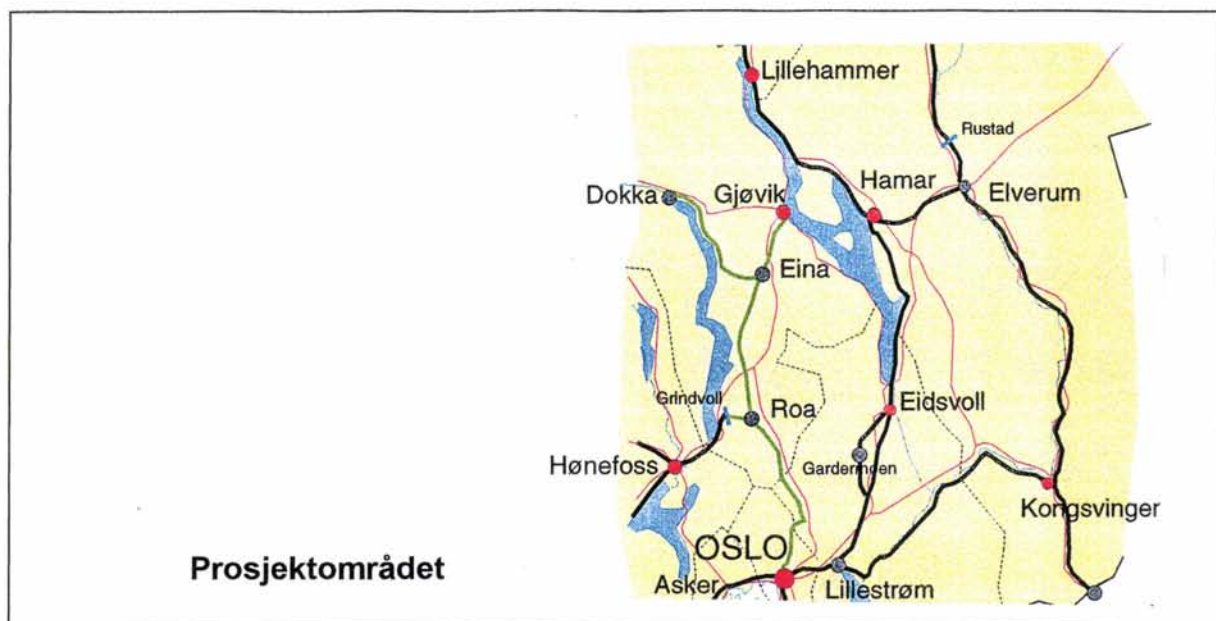 Lillehammer
Rustad
Dokka
Gjøvik
Hamar
Elverum
Eina
Grindvoll
Roa
Eidsvoll
Hønefoss
Gardermoen
Kongsvinger
OSLO
Asker
Lillestrøm
Prosjektområdet